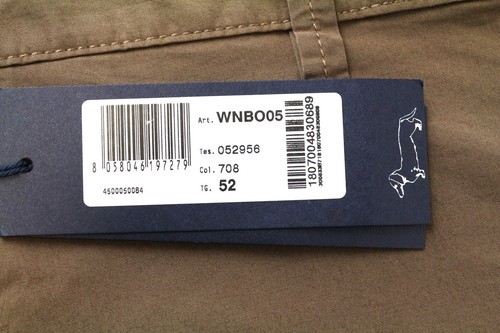 Art. WNBO05
Tes. 052956
Col. 708
TG. 52
8 058046 197279
4500050084
1807004830689